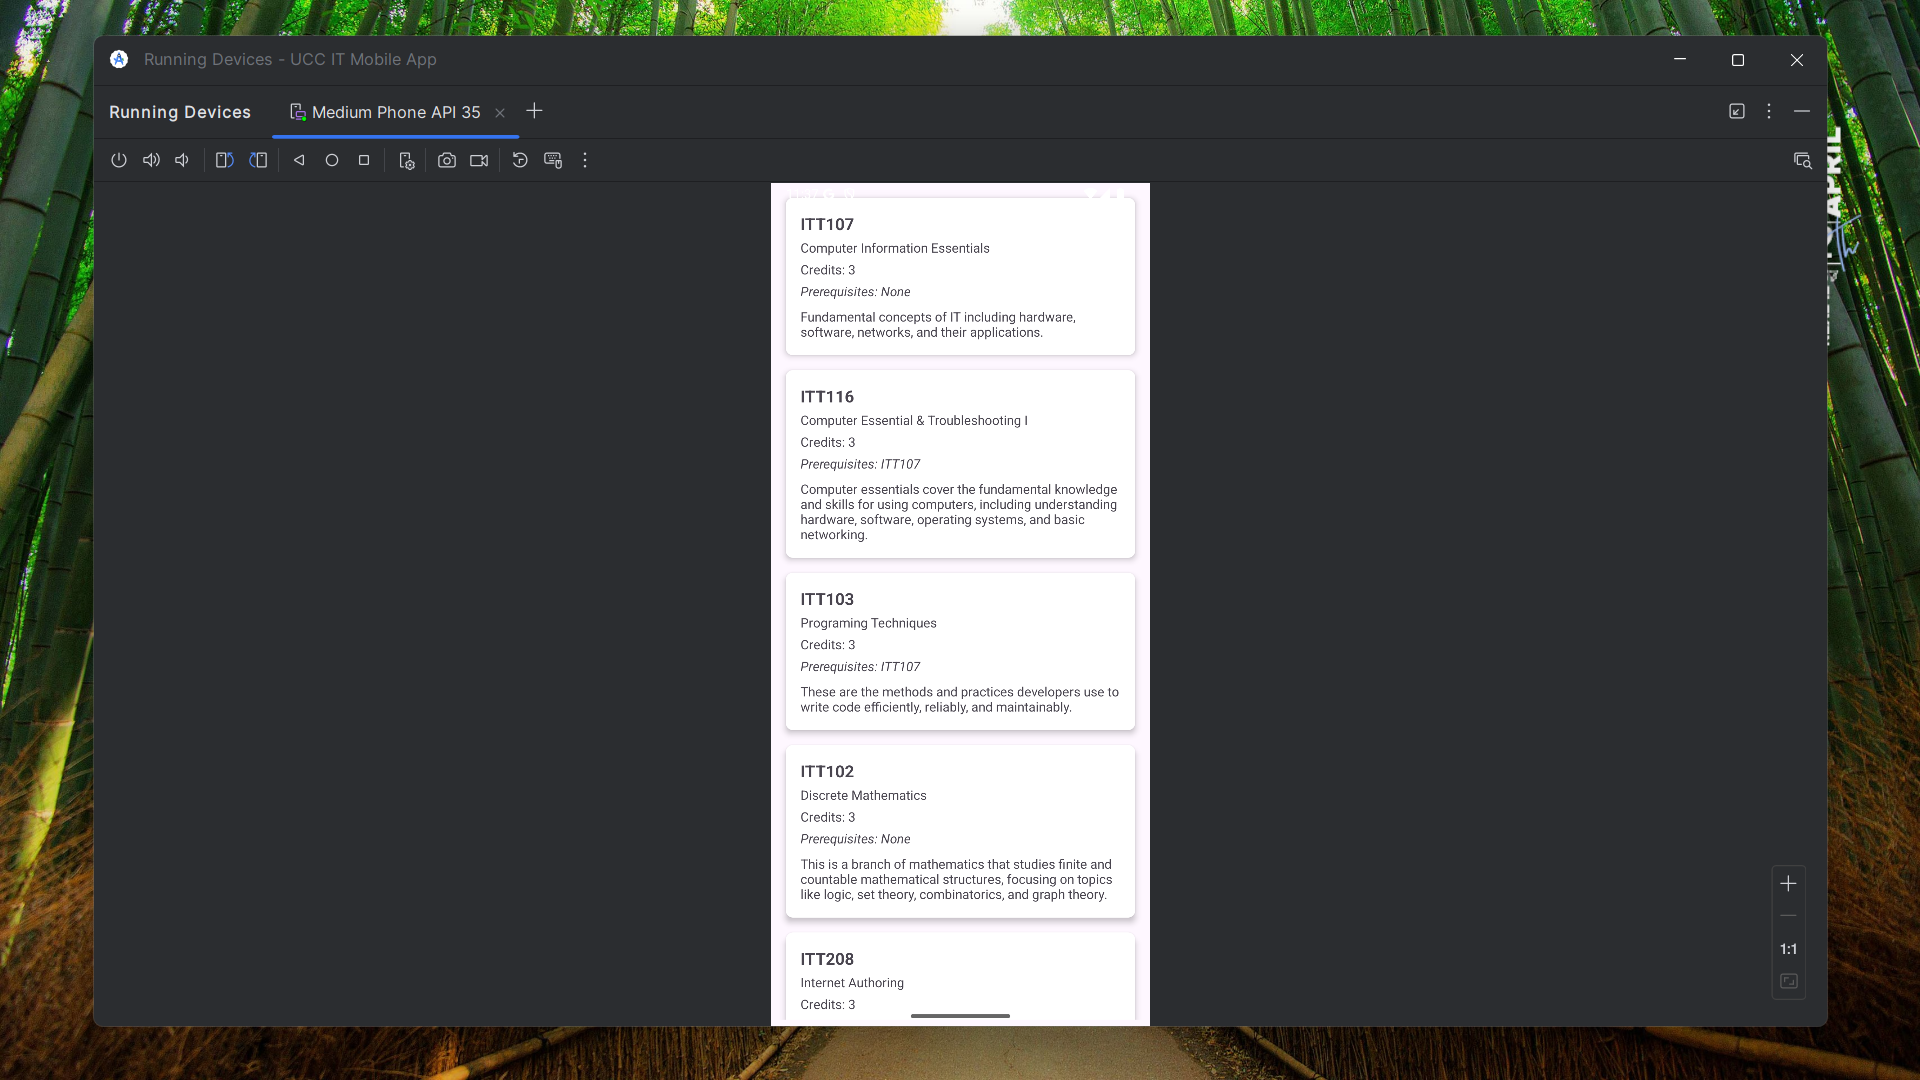 Running Devices - UCC IT Mobile App
Running Devices
Medium Phone API 35
ITT107
Computer Information Essentials
Credits: 3
Prerequisites: None
Fundamental concepts of IT including hardware,
software, networks, and their applications.
ITT116
Computer Essential & Troubleshooting I
Credits: 3
Prerequisites: ITT107
Computer essentials cover the fundamental knowledge
and skills for using computers, including understanding
hardware, software, operating systems, and basic
networking.
ITT103
Programing Techniques
Credits: 3
Prerequisites: ITT107
These are the methods and practices developers use to
write code efficiently, reliably, and maintainably.
ITT102
Discrete Mathematics
Credits: 3
Prerequisites: None
This is a branch of mathematics that studies finite and
countable mathematical structures, focusing on topics
like logic, set theory, combinatorics, and graph theory.
ITT208
Internet Authoring
Credits: 3
1:1
APRIL